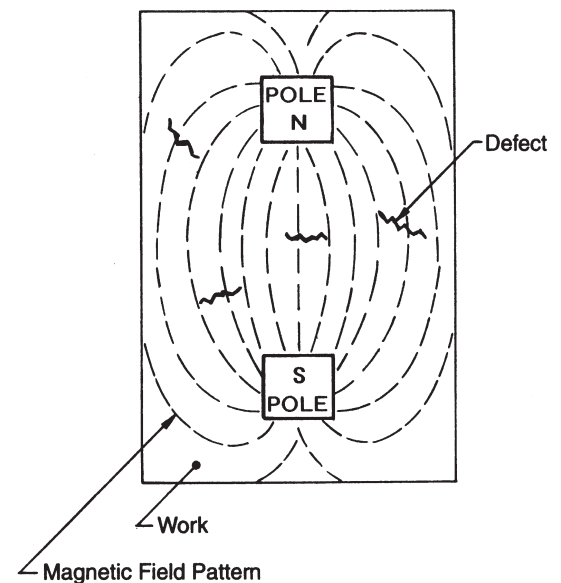 POLE
N
Defect
S
POLE
Work
Magnetic Field Pattern